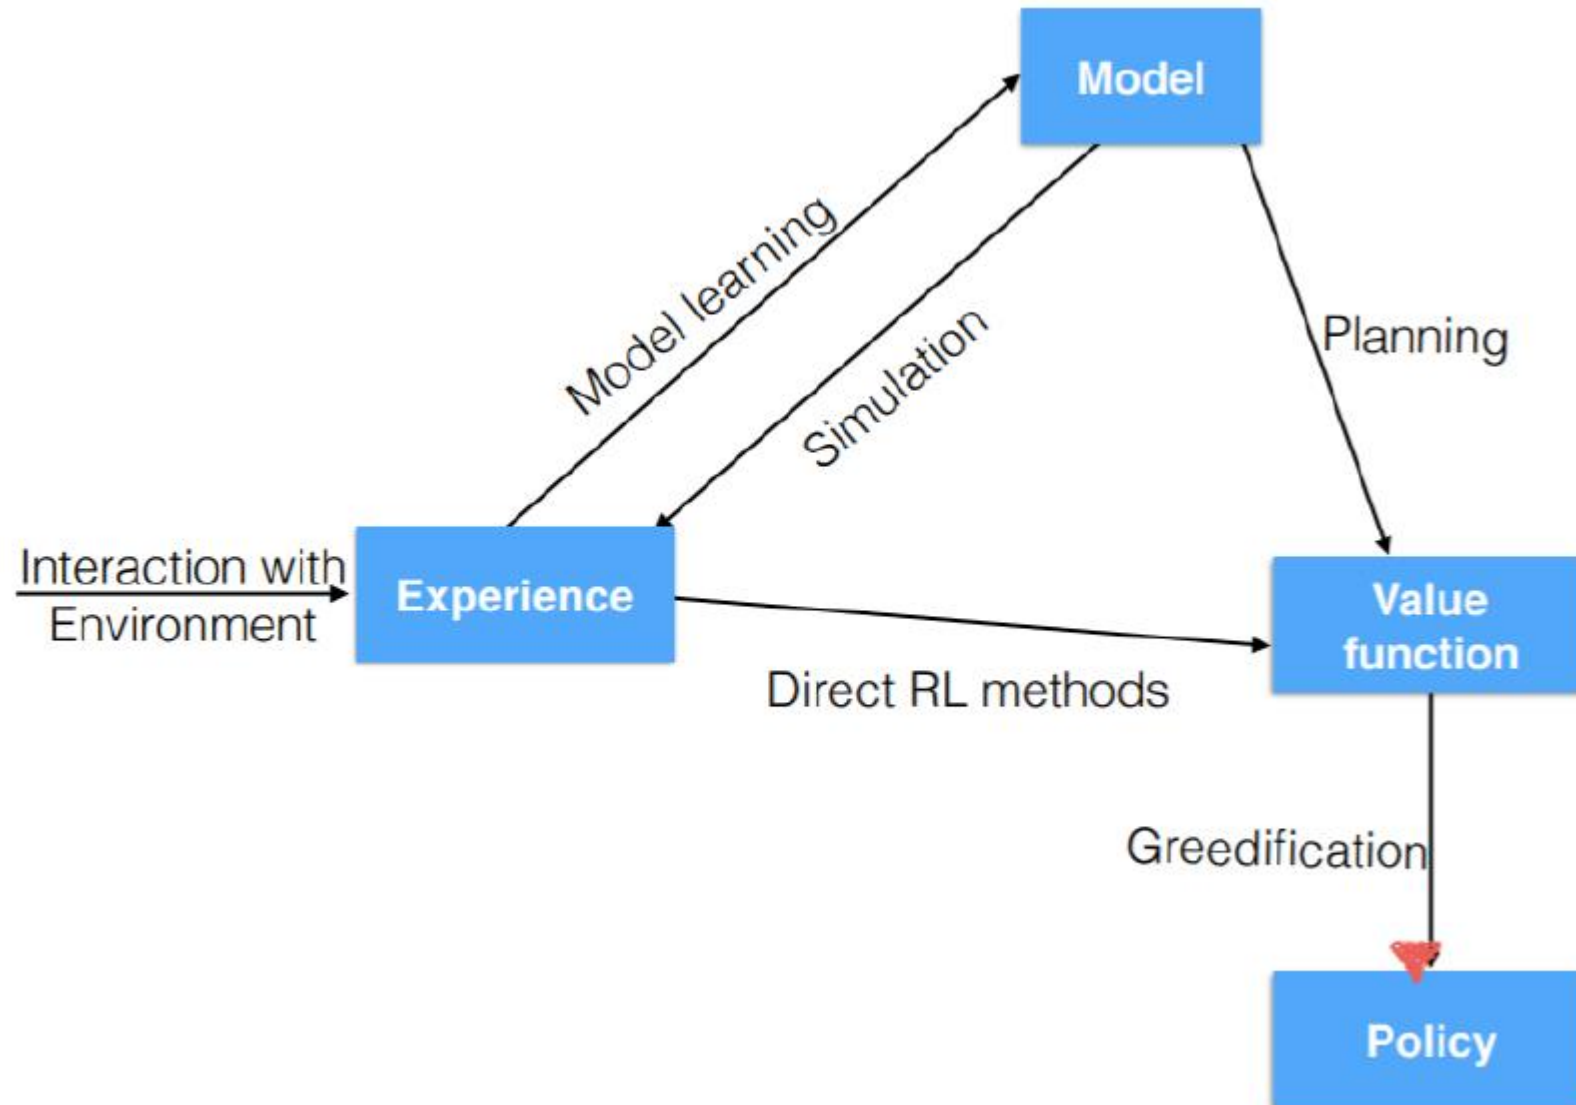 Model
Model learning
Simulation
Planning
Interaction with
Environment
Experience
Value
function
Direct RL methods
Greedification
Policy